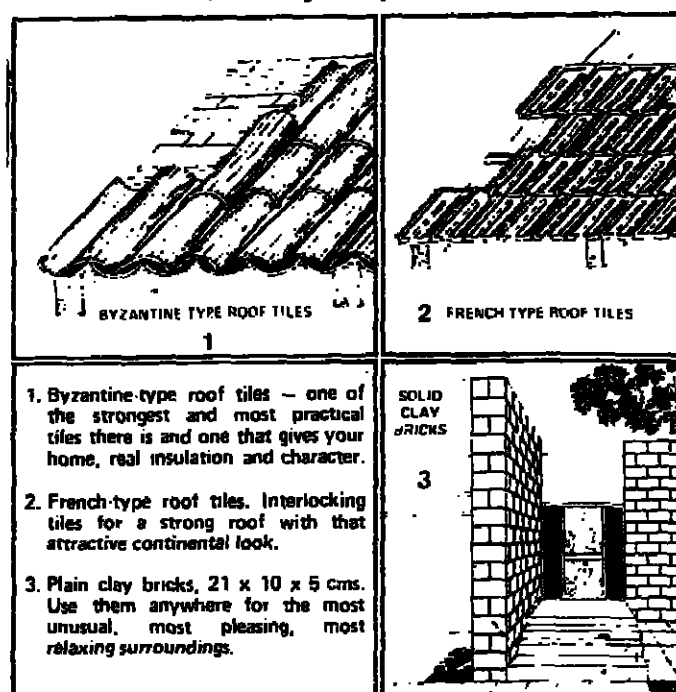 BYZANTINE TYPE ROOF TILES
1
2 FRENCH TYPE ROOF TILES
1. Byzantine-type roof tiles — one of
the strongest and most practical
tiles there is and one that gives your
home, real insulation and character.
2. French-type roof tiles. Interlocking
tiles for a strong roof with that
attractive continental look.
3. Plain clay bricks, 21 x 10 x 5 cms.
Use them anywhere for the most
unusual, most pleasing, most
relaxing surroundings.
SOLID
CLAY
BRICKS
3